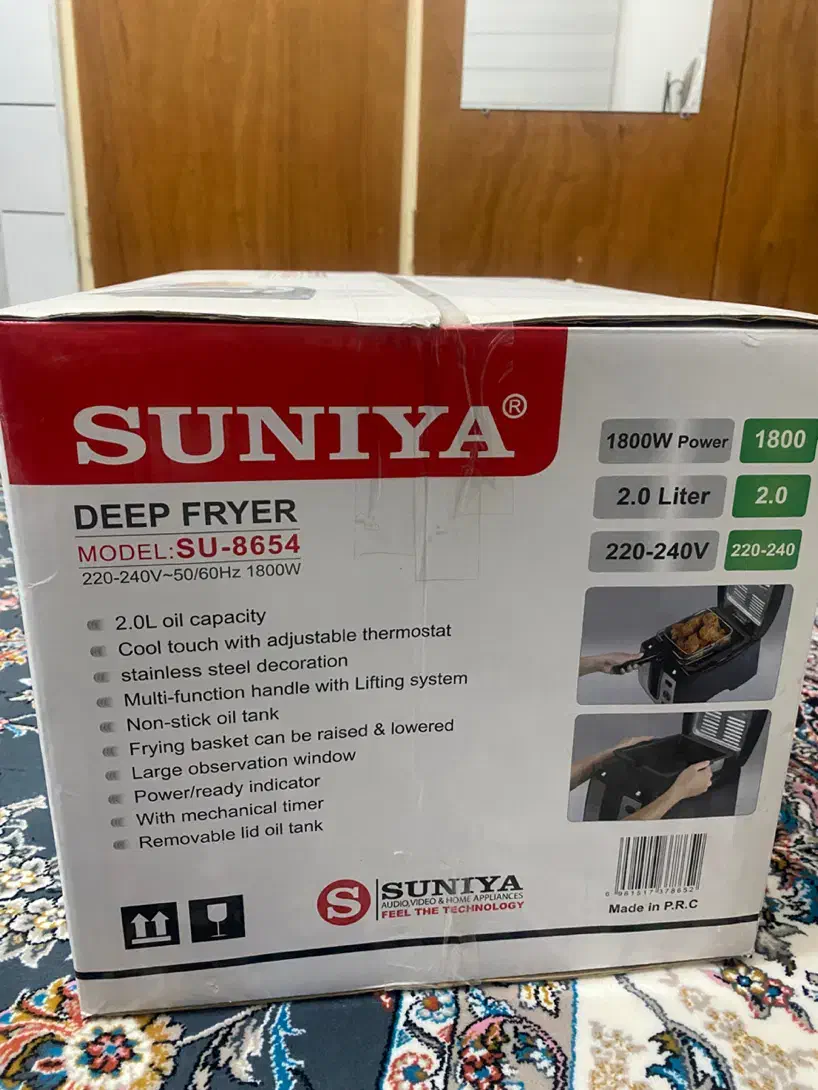 SUNIYA®
DEEP FRYER
MODEL:SU-8654
220-240V~50/60Hz 1800W
2.0L oil capacity
Cool touch with adjustable thermostat
stainless steel decoration
Multi-function handle with Lifting system
Non-stick oil tank
Frying basket can be raised & lowered
Large observation window
Power/ready indicator
With mechanical timer
Removable lid oil tank
1800W Power 1800
2.0 Liter 2.0
220-240V 220-240
S SUNIYA
AUDIO,VIDEO & HOME APPLIANCES
FEEL THE TECHNOLOGY
6 961517 378652
Made in P.R.C